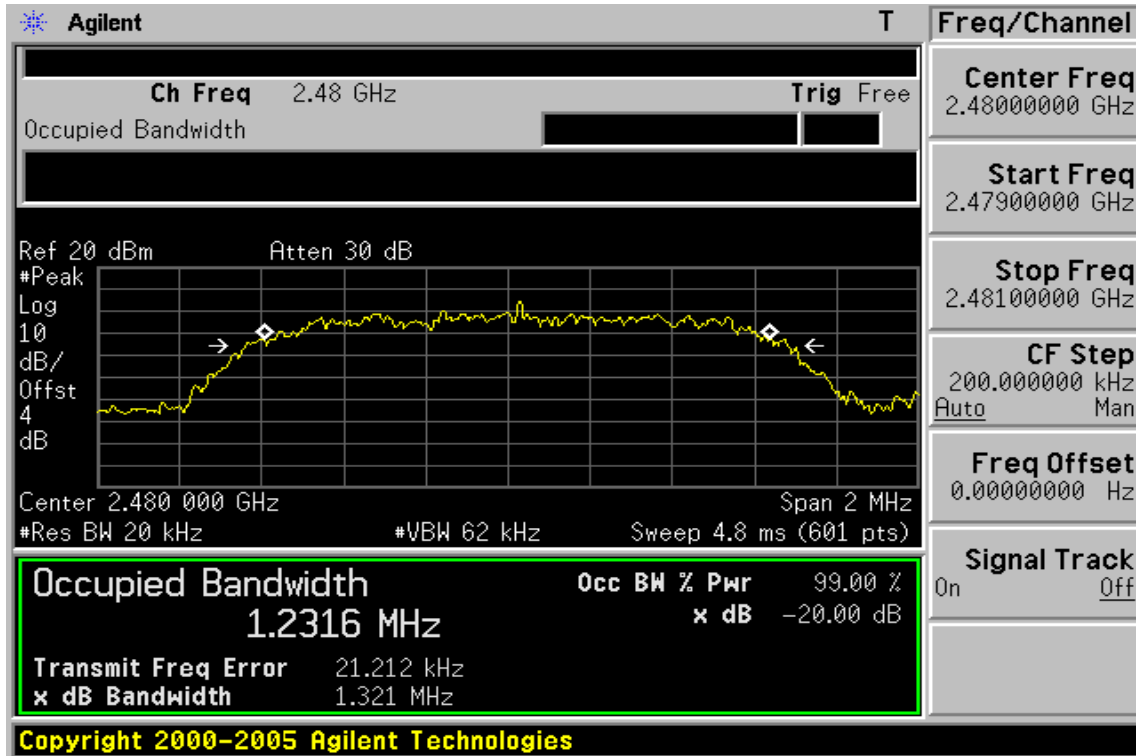 Agilent T Freq/Channel
Ch Freq 2.48 GHz Trig Free
Occupied Bandwidth
Center Freq
2.48000000 GHz
Start Freq
2.47900000 GHz
Stop Freq
2.48100000 GHz
CF Step
200.000000 kHz
Auto Man
Freq Offset
0.00000000 Hz
Signal Track
On Off
Ref 20 dBm Atten 30 dB
#Peak
Log
10
dB/
Offst
4
dB
Center 2.480 000 GHz Span 2 MHz
#Res BW 20 kHz #VBW 62 kHz Sweep 4.8 ms (601 pts)
Occupied Bandwidth Occ BW % Pwr 99.00 %
1.2316 MHz x dB -20.00 dB
Transmit Freq Error 21.212 kHz
x dB Bandwidth 1.321 MHz
Copyright 2000-2005 Agilent Technologies